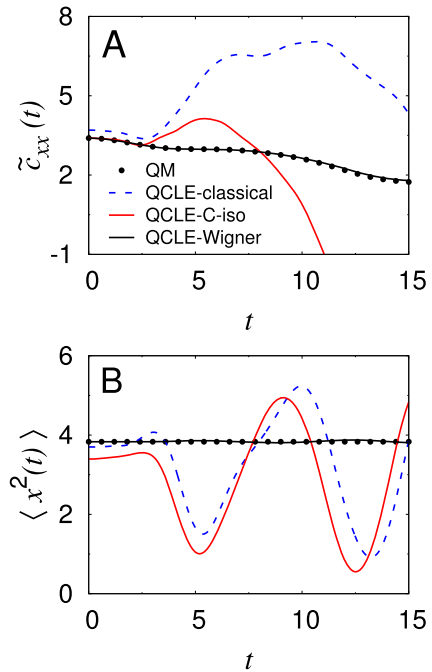 A
8
5
2
-1
c̃xx (t)
QM
QCLE-classical
QCLE-C-iso
QCLE-Wigner
0 5 10 15
t
B
6
4
2
0
⟨ x²(t) ⟩
0 5 10 15
t